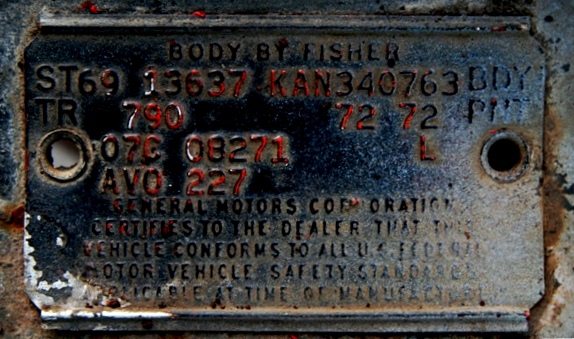 BODY BY FISHER
ST69 13637 KAN340763 BDY
TR 790 72 72 PNT
07C 08271 L
AVO 227
GENERAL MOTORS CORPORATION
CERTIFIES TO THE DEALER THAT THIS
VEHICLE CONFORMS TO ALL U.S. FEDERAL
MOTOR VEHICLE SAFETY STANDARDS
APPLICABLE AT TIME OF MANUFACTURE